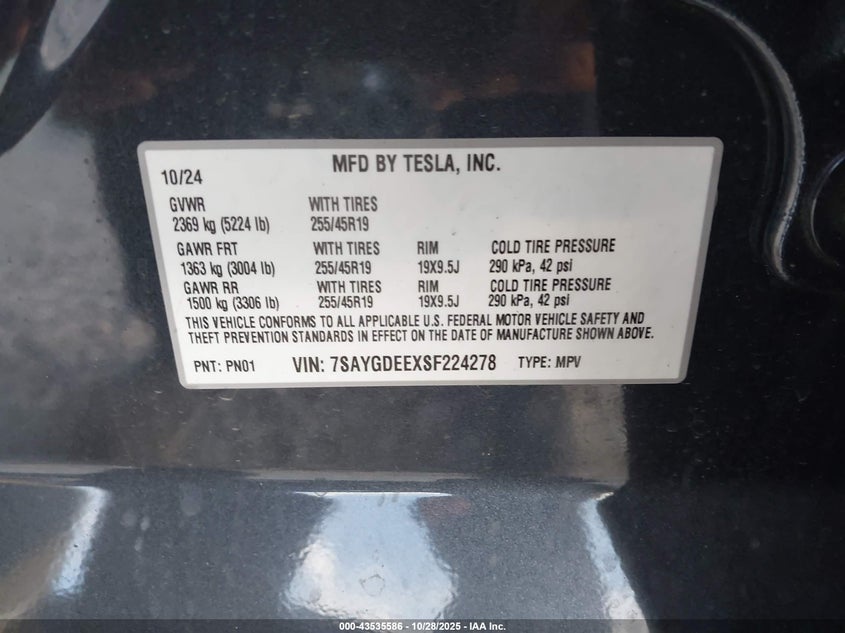 10/24 MFD BY TESLA, INC.
GVWR WITH TIRES
2369 kg (5224 lb) 255/45R19
GAWR FRT WITH TIRES RIM COLD TIRE PRESSURE
1363 kg (3004 lb) 255/45R19 19X9.5J 290 kPa, 42 psi
GAWR RR WITH TIRES RIM COLD TIRE PRESSURE
1500 kg (3306 lb) 255/45R19 19X9.5J 290 kPa, 42 psi
THIS VEHICLE CONFORMS TO ALL APPLICABLE U.S. FEDERAL MOTOR VEHICLE SAFETY AND
THEFT PREVENTION STANDARDS IN EFFECT ON THE DATE OF MANUFACTURE SHOWN ABOVE.
PNT: PN01 VIN: 7SAYGDEEXSF224278 TYPE: MPV
000-43535586 - 10/28/2025 - IAA Inc.